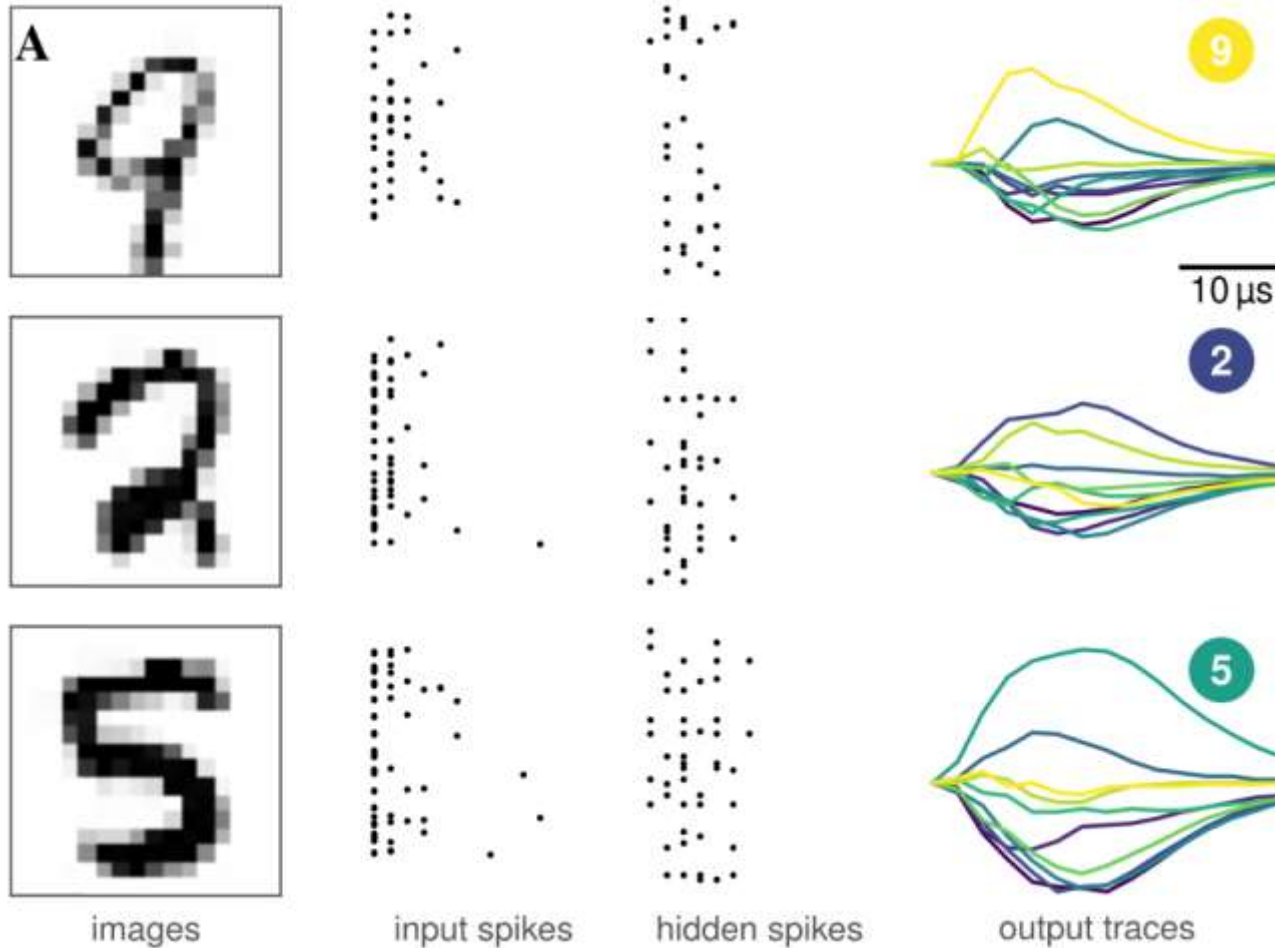 A
9
10 µs
2
5
images
input spikes
hidden spikes
output traces